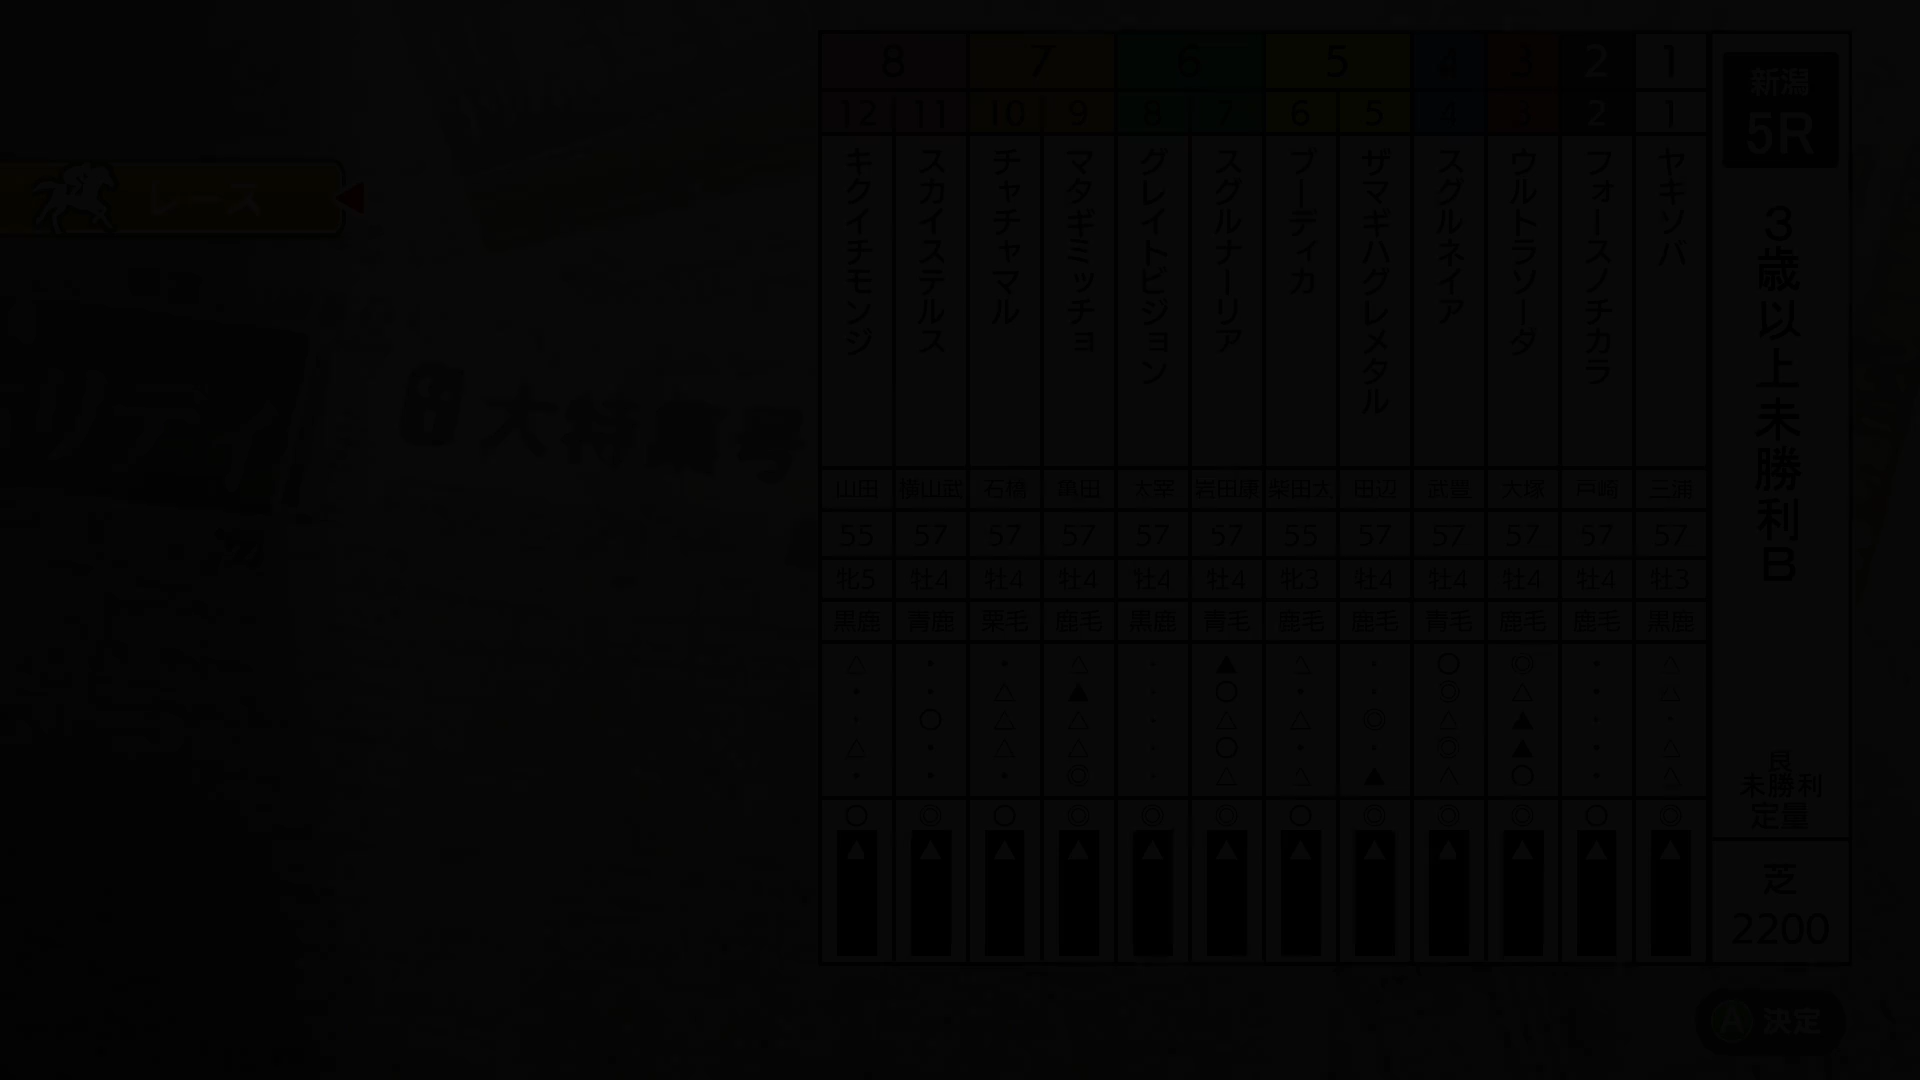 レース
リデイ
大特集号
新潟
5R
3歳以上未勝利B
良
未勝利
定量
芝
2200
8 7 6 5 4 3 2 1
12 11 10 9 8 7 6 5 4 3 2 1
キクイチモンジ
スカイステルス
チャチャマル
マタギミッチョ
グレイトビジョン
スグルナーリア
ブーディカ
ザマギハグレメタル
スグルネイア
ウルトラソーダ
フォースノチカラ
ヤキソバ
山田 横山武 石橋 亀田 大宰 岩田康 柴田大 田辺 武豊 大塚 戸崎 三浦
55 57 57 57 57 57 55 57 57 57 57 57
牝5 牡4 牡4 牡4 牡4 牡4 牝3 牡4 牡4 牡4 牡4 牡3
黒鹿 青鹿 栗毛 鹿毛 黒鹿 青毛 鹿毛 鹿毛 青毛 鹿毛 鹿毛 黒鹿
△ ・ ・ △ ・ ▲ △ ・ ○ ◎ ・ △
・ ・ △ ▲ ・ ○ ・ ・ ◎ △ ・ △
・ ○ △ △ ・ △ △ ◎ △ ▲ ・ ・
△ ・ △ △ ・ ○ ・ ・ ◎ ▲ ・ △
・ ・ ・ ◎ ・ △ △ ▲ △ ○ ・ △
○ ◎ ○ ◎ ◎ ◎ ○ ◎ ◎ ◎ ○ ◎
▲ ▲ ▲ ▲ ▲ ▲ ▲ ▲ ▲ ▲ ▲ ▲
A 決定